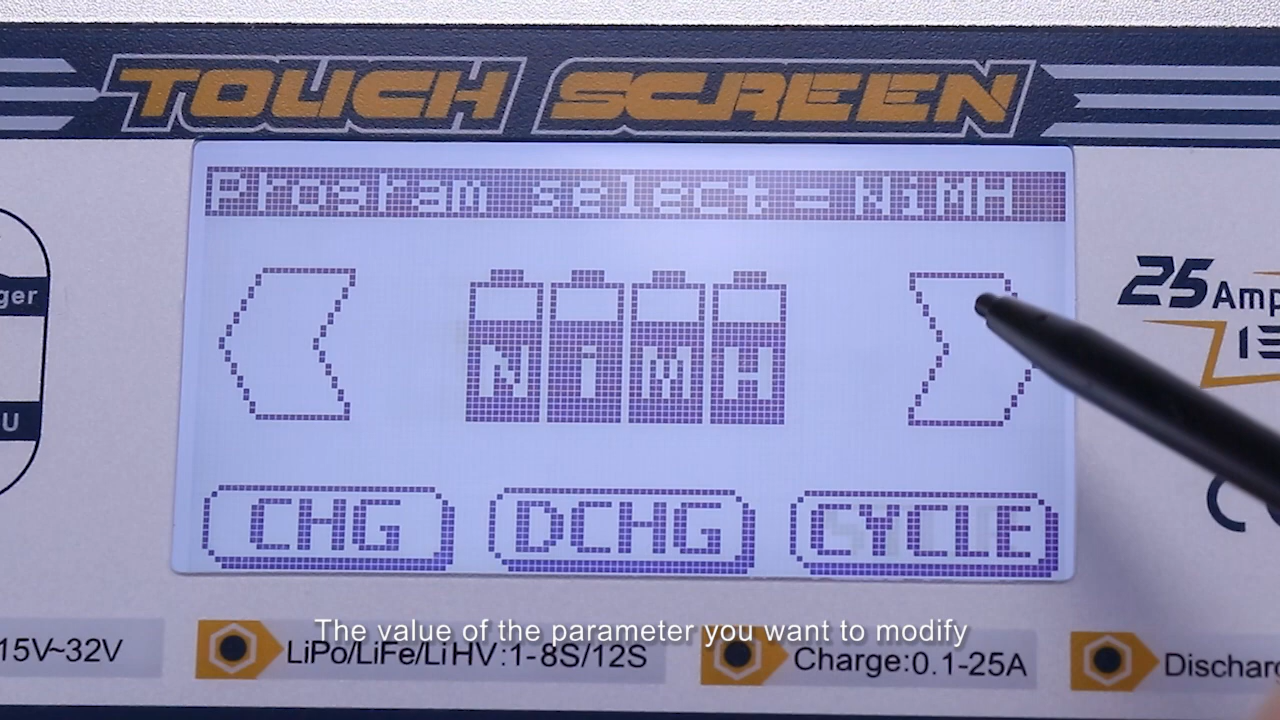 TOUCH SCREEN
Program select=NiMH
NiMH
CHG DCHG CYCLE
ger
U
25 Amp
The value of the parameter you want to modify
15V~32V
LiPo/LiFe/LiHV:1-8S/12S
Charge:0.1-25A
Discharg